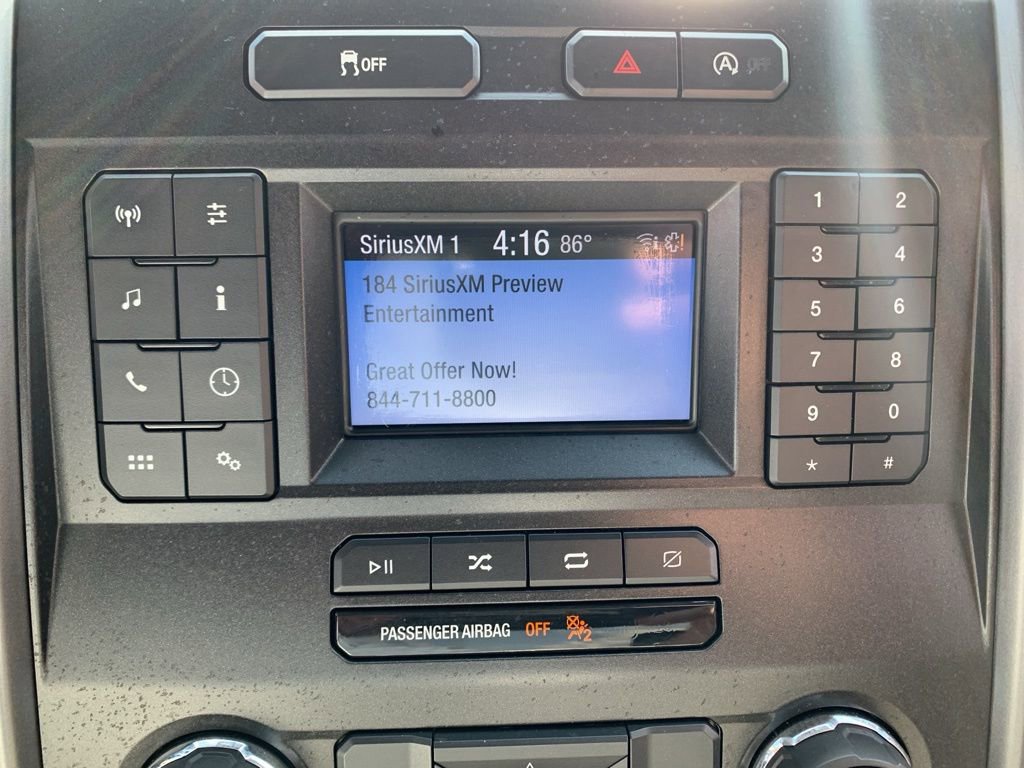 OFF
A OFF
SiriusXM 1 4:16 86°
184 SiriusXM Preview
Entertainment
Great Offer Now!
844-711-8800
1 2
3 4
5 6
7 8
9 0
* #
PASSENGER AIRBAG OFF 2